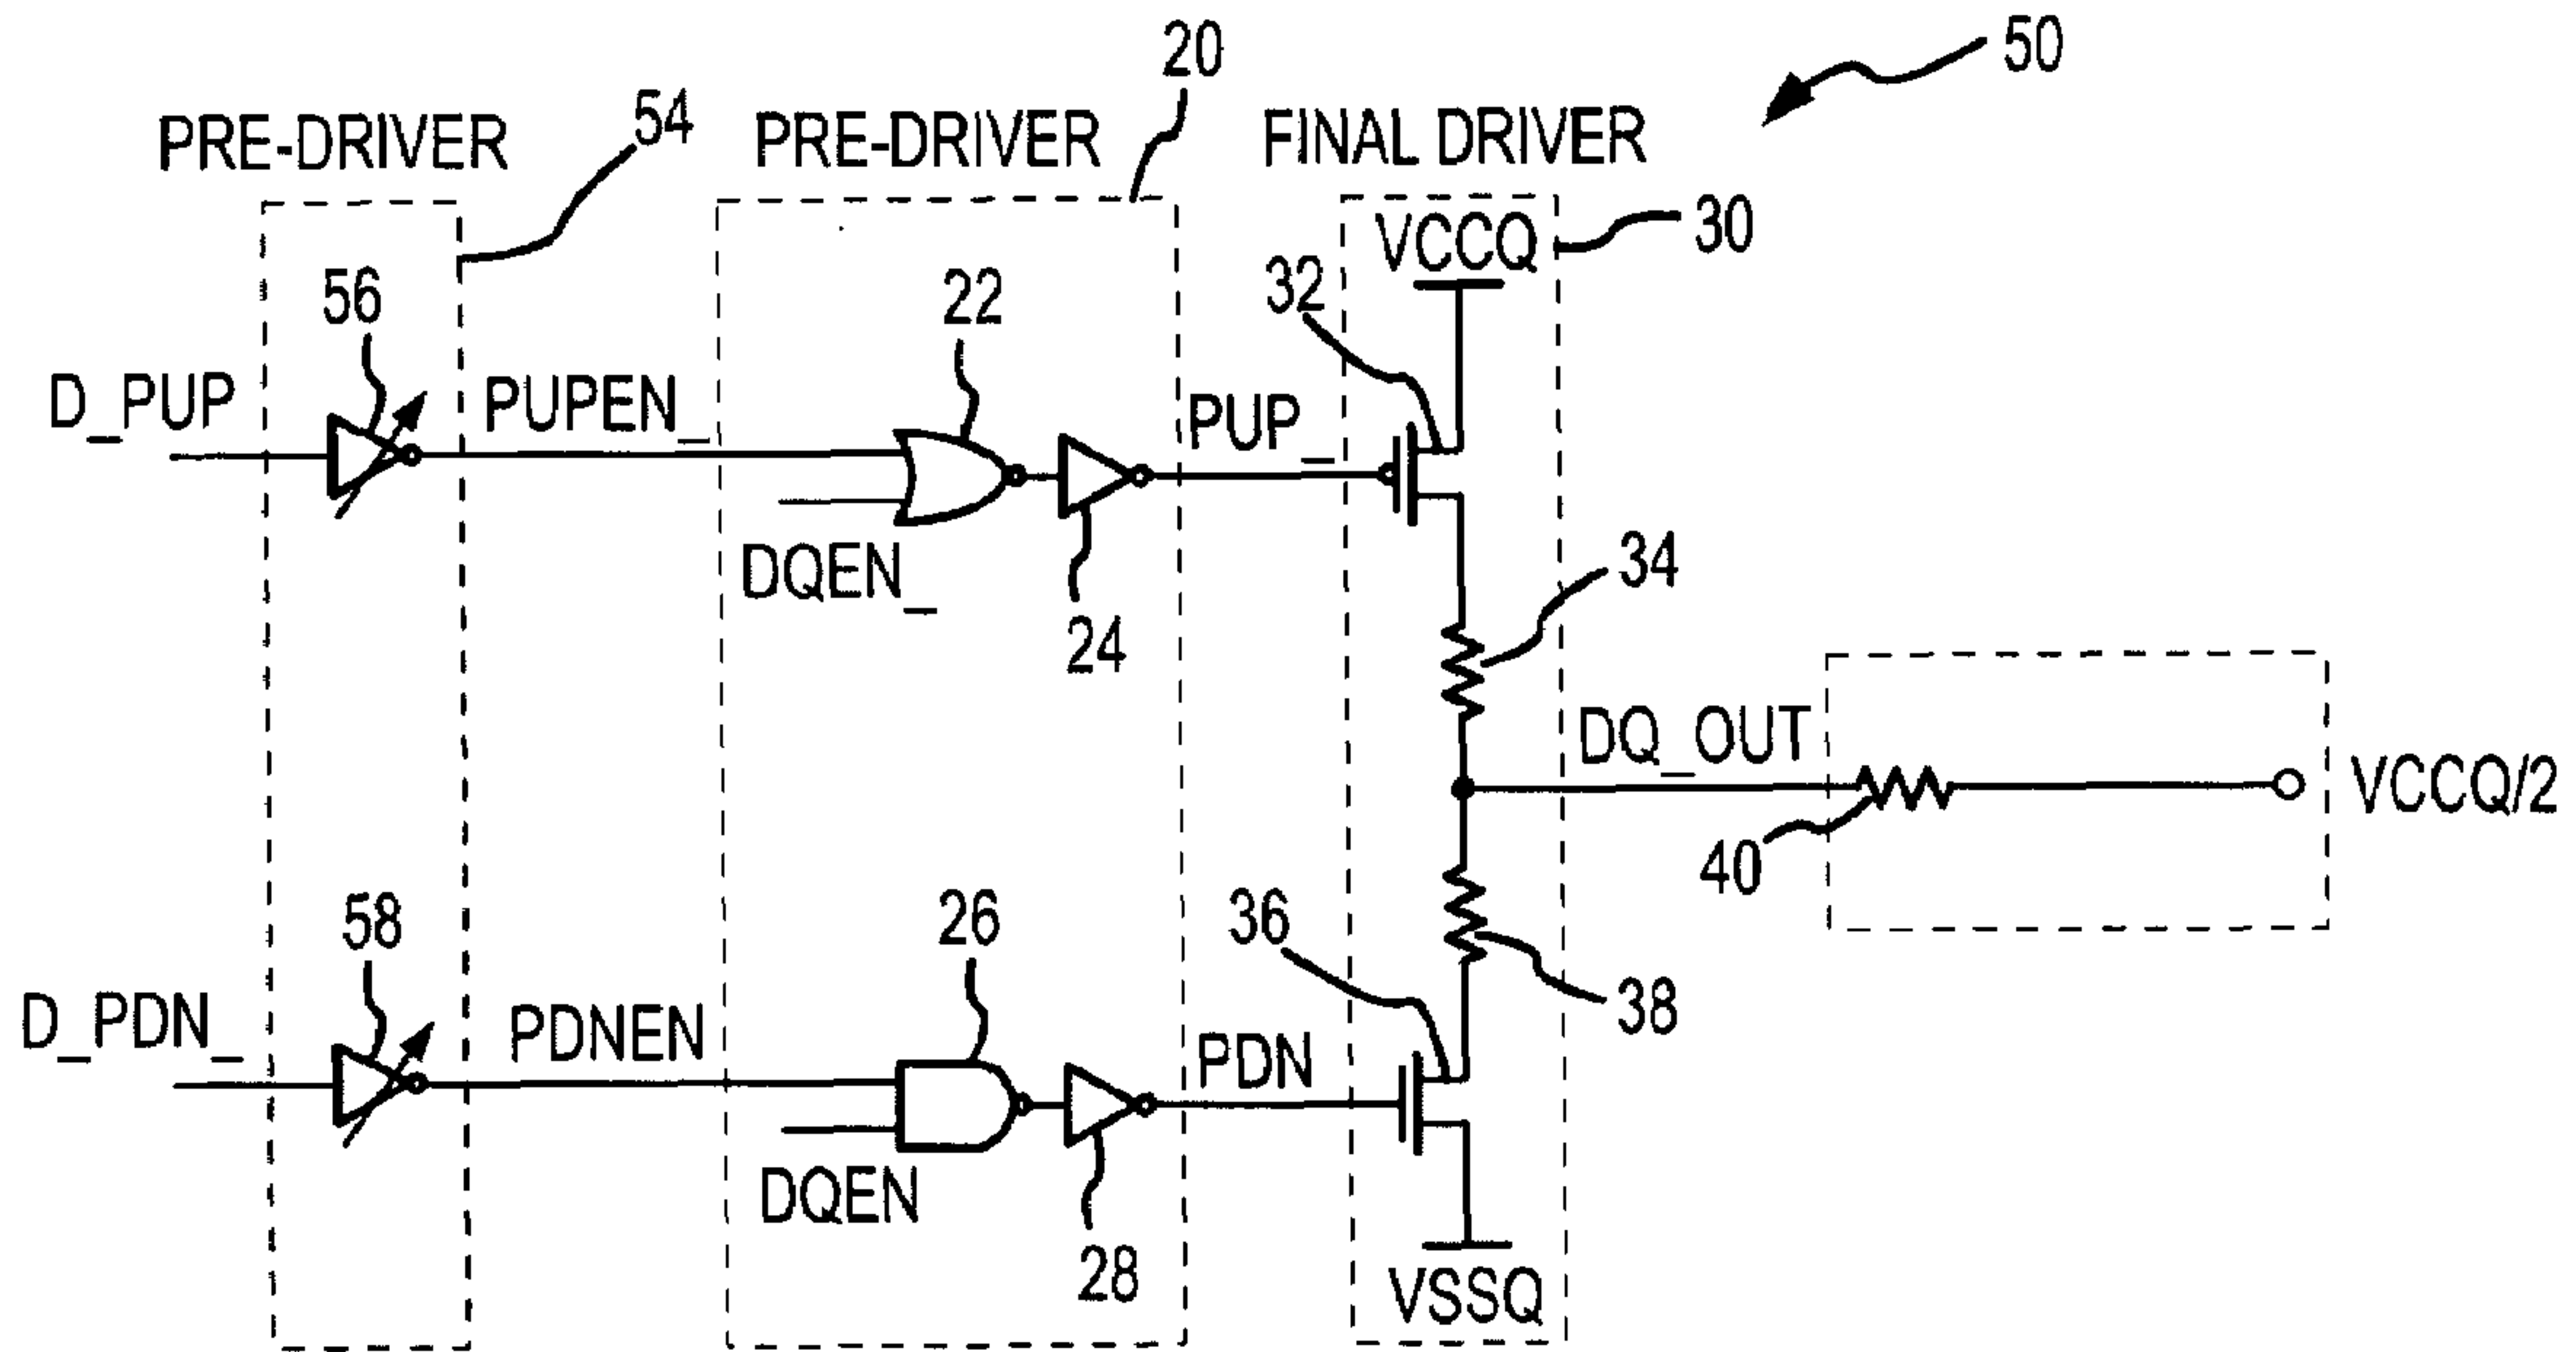 20
50
54
PRE-DRIVER
PRE-DRIVER
FINAL DRIVER
30
VCCQ
56
22
32
D_PUP
PUPEN_
PUP_
DQEN_
24
34
DQ_OUT
VCCQ/2
40
58
26
36
38
D_PDN_
PDNEN
PDN
DQEN
28
VSSQ